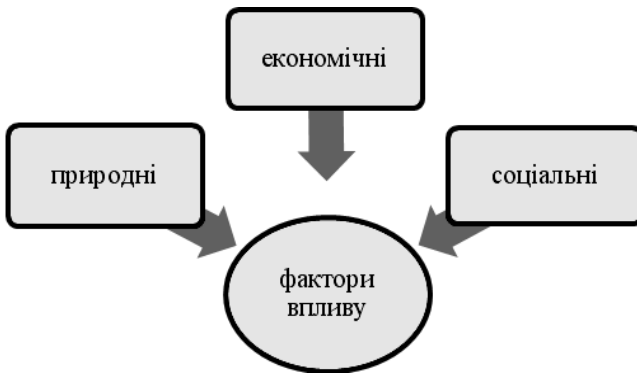 економічні
природні
соціальні
фактори
впливу